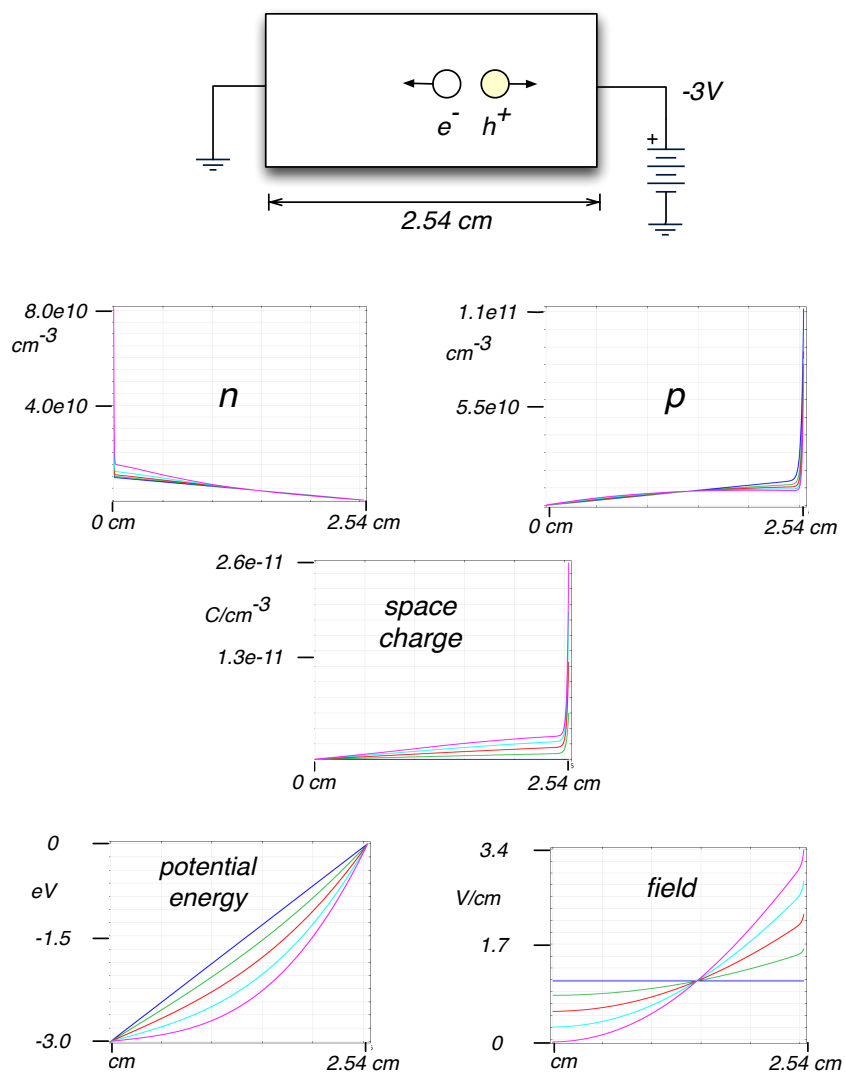 -3V
e- h+
+
2.54 cm
8.0e10
cm-3
4.0e10
n
0 cm 2.54 cm
1.1e11
cm-3
5.5e10
p
0 cm 2.54 cm
2.6e-11
C/cm-3
1.3e-11
space
charge
0 cm 2.54 cm
0
eV
-1.5
-3.0
potential
energy
cm 2.54 cm
3.4
V/cm
1.7
0
field
cm 2.54 cm